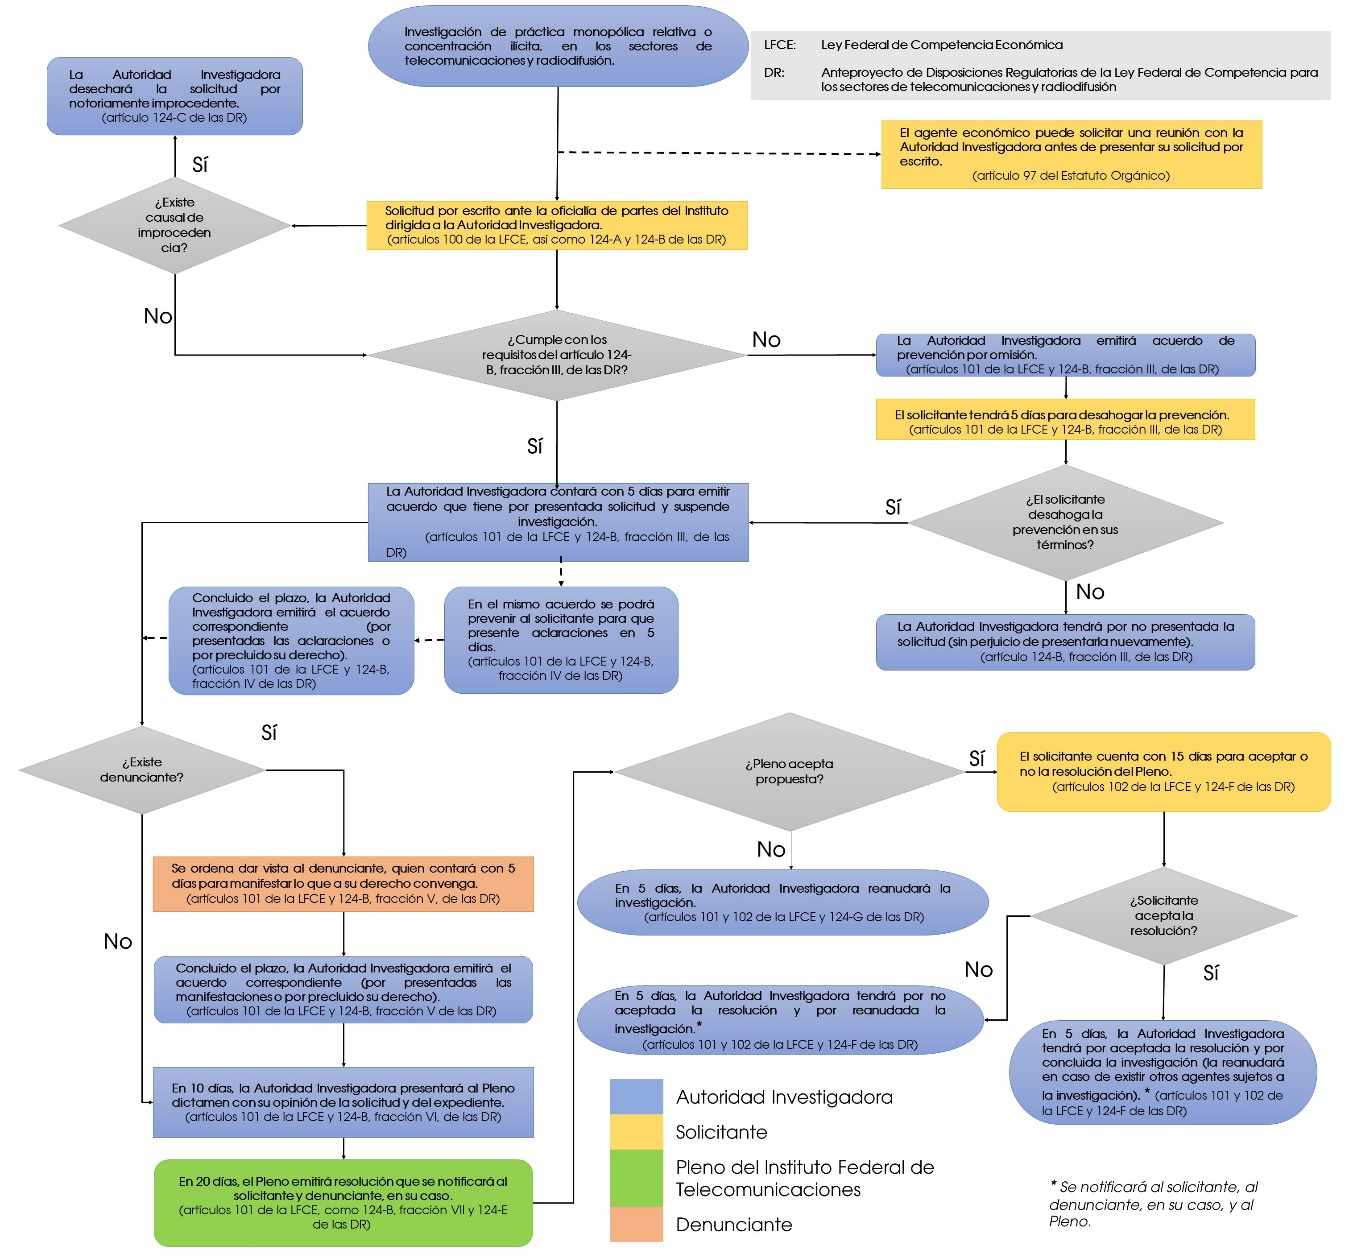 Investigación de práctica monopólica relativa o
concentración ilícita, en los sectores de
telecomunicaciones y radiodifusión.
LFCE: Ley Federal de Competencia Económica
DR: Anteproyecto de Disposiciones Regulatorias de la Ley Federal de Competencia para
los sectores de telecomunicaciones y radiodifusión
La Autoridad Investigadora
desechará la solicitud por
notoriamente improcedente.
(artículo 124-C de las DR)
El agente económico puede solicitar una reunión con la
Autoridad Investigadora antes de presentar su solicitud por
escrito.
(artículo 97 del Estatuto Orgánico)
Sí
¿Existe
causal de
improceden
cia?
Solicitud por escrito ante la oficialía de partes del Instituto
dirigida a la Autoridad Investigadora.
(artículos 100 de la LFCE, así como 124-A y 124-B de las DR)
No
¿Cumple con los
requisitos del artículo 124-
B, fracción III, de las DR?
No
La Autoridad Investigadora emitirá acuerdo de
prevención por omisión.
(artículos 101 de la LFCE y 124-B, fracción III, de las DR)
El solicitante tendrá 5 días para desahogar la prevención.
(artículos 101 de la LFCE y 124-B, fracción III, de las DR)
Sí
La Autoridad Investigadora contará con 5 días para emitir
acuerdo que tiene por presentada solicitud y suspende
investigación.
(artículos 101 de la LFCE y 124-B, fracción III, de las
DR)
Sí
¿El solicitante
desahoga la
prevención en sus
términos?
No
La Autoridad Investigadora tendrá por no presentada la
solicitud (sin perjuicio de presentarla nuevamente).
(artículo 124-B, fracción III, de las DR)
Concluido el plazo, la Autoridad
Investigadora emitirá el acuerdo
correspondiente (por
presentadas las aclaraciones o
por precluido su derecho).
(artículos 101 de la LFCE y 124-B,
fracción IV de las DR)
En el mismo acuerdo se podrá
prevenir al solicitante para que
presente aclaraciones en 5
días.
(artículos 101 de la LFCE y 124-B,
fracción IV de las DR)
¿Existe
denunciante?
Sí
¿Pleno acepta
propuesta?
Sí
El solicitante cuenta con 15 días para aceptar o
no la resolución del Pleno.
(artículos 102 de la LFCE y 124-F de las DR)
No
Se ordena dar vista al denunciante, quien contará con 5
días para manifestar lo que a su derecho convenga.
(artículos 101 de la LFCE y 124-B, fracción V, de las DR)
En 5 días, la Autoridad Investigadora reanudará la
investigación.
(artículos 101 y 102 de la LFCE y 124-G de las DR)
¿Solicitante
acepta la
resolución?
No
Concluido el plazo, la Autoridad Investigadora emitirá el
acuerdo correspondiente (por presentadas las
manifestaciones o por precluido su derecho).
(artículos 101 de la LFCE y 124-B, fracción V de las DR)
No
Sí
En 5 días, la Autoridad Investigadora tendrá por no
aceptada la resolución y por reanudada la
investigación.*
(artículos 101 y 102 de la LFCE y 124-F de las DR)
En 5 días, la Autoridad Investigadora
tendrá por aceptada la resolución y por
concluida la investigación (la reanudará
en caso de existir otros agentes sujetos a
la investigación). * (artículos 101 y 102 de
la LFCE y 124-F de las DR)
En 10 días, la Autoridad Investigadora presentará al Pleno
dictamen con su opinión de la solicitud y del expediente.
(artículos 101 de la LFCE y 124-B, fracción VI, de las DR)
En 20 días, el Pleno emitirá resolución que se notificará al
solicitante y denunciante, en su caso.
(artículos 101 de la LFCE, como 124-B, fracción VII y 124-E
de las DR)
Autoridad Investigadora
Solicitante
Pleno del Instituto Federal de
Telecomunicaciones
Denunciante
* Se notificará al solicitante, al
denunciante, en su caso, y al
Pleno.